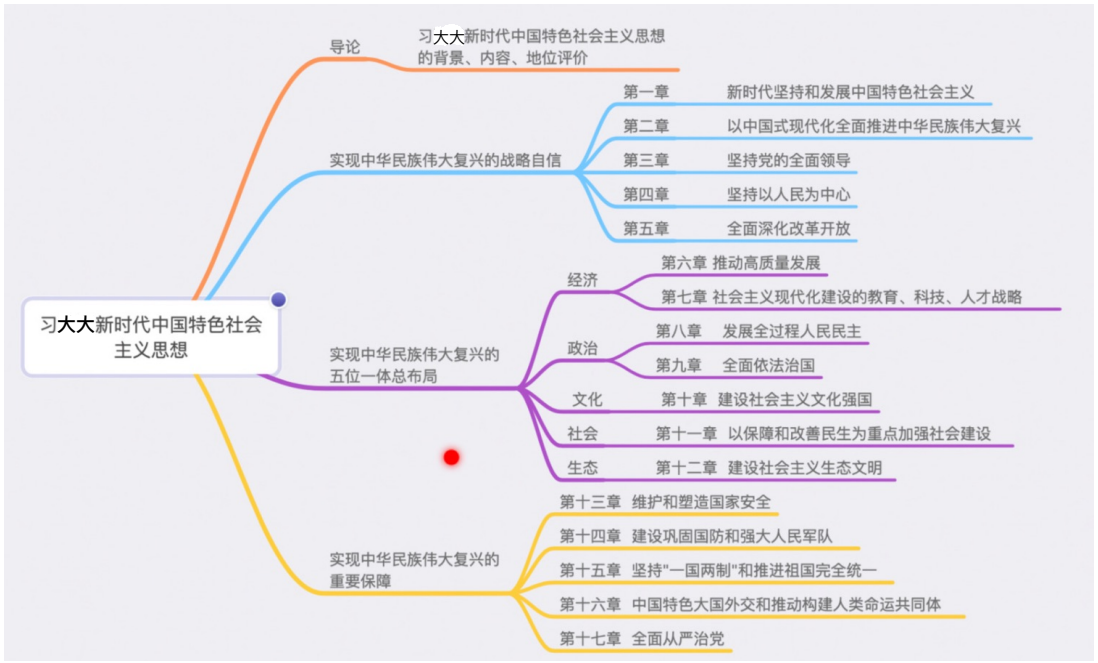 导论
习大大新时代中国特色社会主义思想
的背景、内容、地位评价
实现中华民族伟大复兴的战略自信
第一章 新时代坚持和发展中国特色社会主义
第二章 以中国式现代化全面推进中华民族伟大复兴
第三章 坚持党的全面领导
第四章 坚持以人民为中心
第五章 全面深化改革开放
习大大新时代中国特色社会
主义思想
实现中华民族伟大复兴的
五位一体总布局
经济
第六章 推动高质量发展
第七章 社会主义现代化建设的教育、科技、人才战略
政治
第八章 发展全过程人民民主
第九章 全面依法治国
文化
第十章 建设社会主义文化强国
社会
第十一章 以保障和改善民生为重点加强社会建设
生态
第十二章 建设社会主义生态文明
实现中华民族伟大复兴的
重要保障
第十三章 维护和塑造国家安全
第十四章 建设巩固国防和强大人民军队
第十五章 坚持"一国两制"和推进祖国完全统一
第十六章 中国特色大国外交和推动构建人类命运共同体
第十七章 全面从严治党